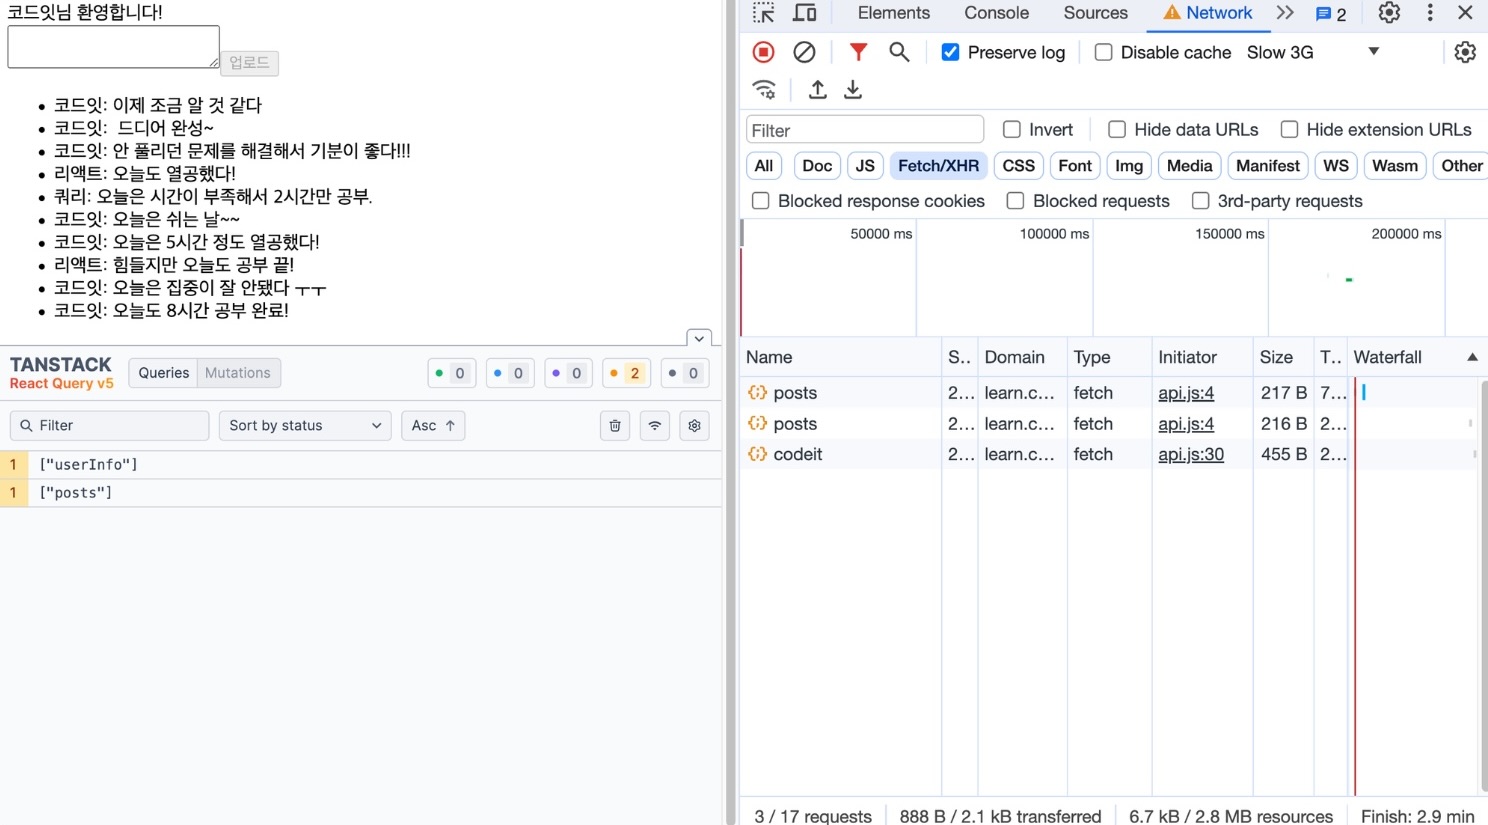 코드잇님 환영합니다!
업로드
코드잇: 이제 조금 알 것 같다
코드잇: 드디어 완성~
코드잇: 안 풀리던 문제를 해결해서 기분이 좋다!!!
리액트: 오늘도 열공했다!
쿼리: 오늘은 시간이 부족해서 2시간만 공부.
코드잇: 오늘은 쉬는 날~~
코드잇: 오늘은 5시간 정도 열공했다!
리액트: 힘들지만 오늘도 공부 끝!
코드잇: 오늘은 집중이 잘 안됐다 ㅜㅜ
코드잇: 오늘도 8시간 공부 완료!
TANSTACK
React Query v5
Queries Mutations
0 0 0 2 0
Filter Sort by status Asc ↑
1 ["userInfo"]
1 ["posts"]
Elements Console Sources Network 2
Preserve log Disable cache Slow 3G
Filter Invert Hide data URLs Hide extension URLs
All Doc JS Fetch/XHR CSS Font Img Media Manifest WS Wasm Other
Blocked response cookies Blocked requests 3rd-party requests
50000 ms 100000 ms 150000 ms 200000 ms
Name S.. Domain Type Initiator Size T.. Waterfall
posts 2... learn.c... fetch api.js:4 217 B 7...
posts 2... learn.c... fetch api.js:4 216 B 2...
codeit 2... learn.c... fetch api.js:30 455 B 2...
3 / 17 requests 888 B / 2.1 kB transferred 6.7 kB / 2.8 MB resources Finish: 2.9 min